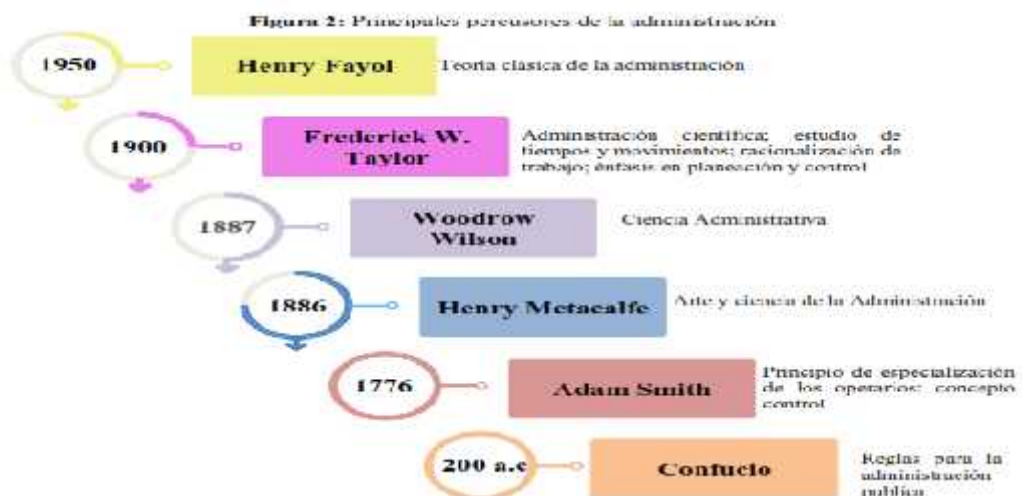 Figura 2: Principales percusores de la administración
1950
Henry Fayol
Teoría clásica de la administración
1900
Frederick W.
Taylor
Administración científica; estudio de
tiempos y movimientos; racionalización de
trabajo; énfasis en planeación y control
1887
Woodrow
Wilson
Ciencia Administrativa
1886
Henry Metacalfe
Arte y ciencia de la Administración
1776
Adam Smith
Principio de especialización
de los operarios; concepto
control
200 a.c
Confucio
Reglas para la
administración
publica